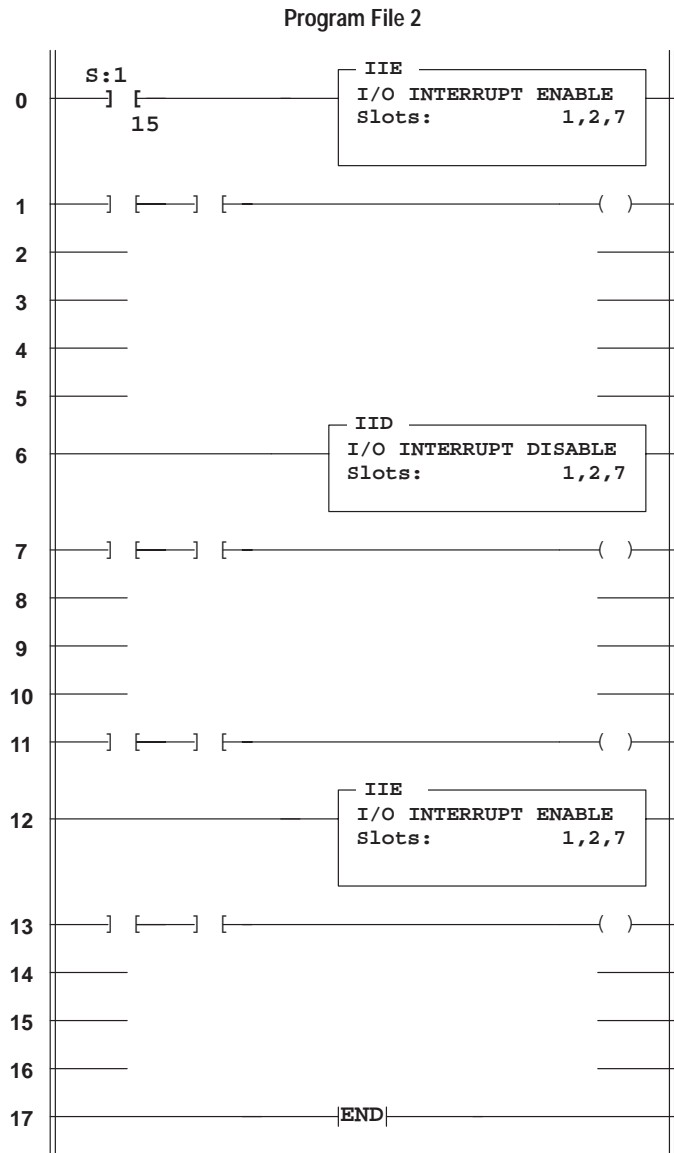 Program File 2
S:1
IIE
I/O INTERRUPT ENABLE
0
] [
Slots: 1,2,7
15
1
] [ ] [ ( )
2
3
4
5
IID
I/O INTERRUPT DISABLE
6
Slots: 1,2,7
7
] [ ] [ ( )
8
9
10
11
] [ ] [ ( )
IIE
I/O INTERRUPT ENABLE
12
Slots: 1,2,7
13
] [ ] [ ( )
14
15
16
17
END